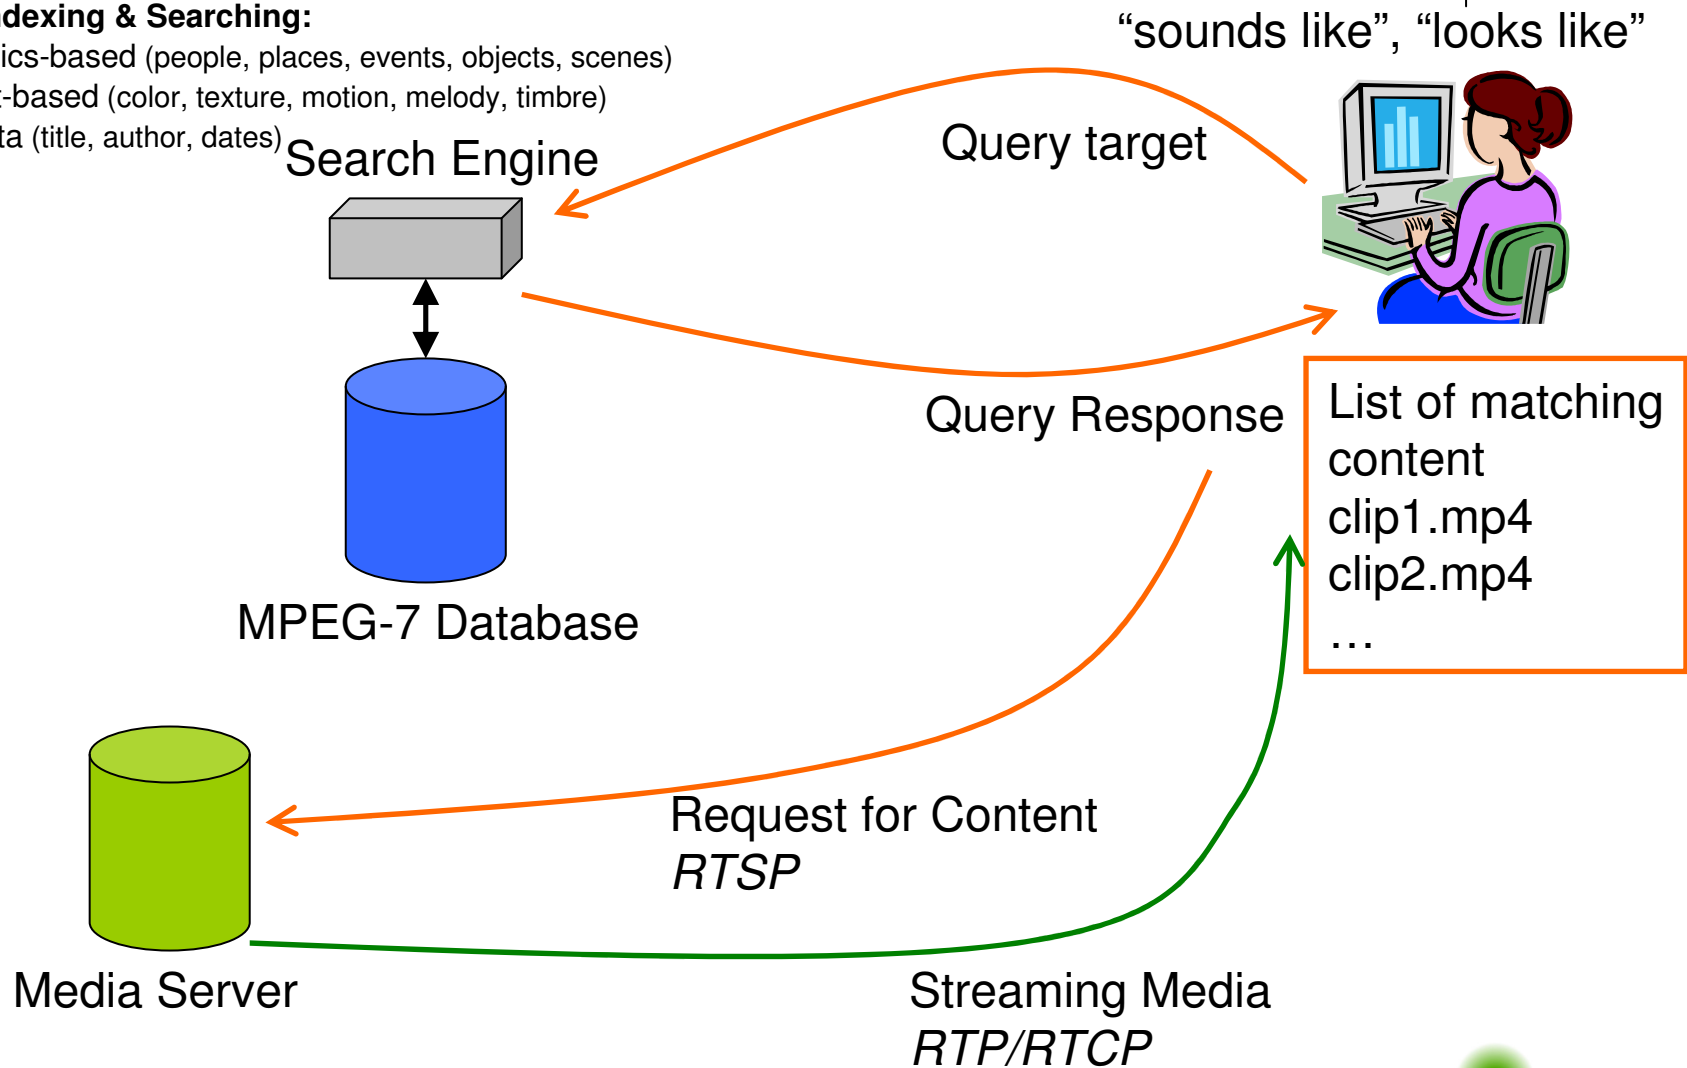 ndexing & Searching:
ics-based (people, places, events, objects, scenes)
t-based (color, texture, motion, melody, timbre)
ta (title, author, dates)
“sounds like”, “looks like”
Search Engine
Query target
Query Response
List of matching
content
clip1.mp4
clip2.mp4
…
MPEG-7 Database
Request for Content
RTSP
Media Server
Streaming Media
RTP/RTCP